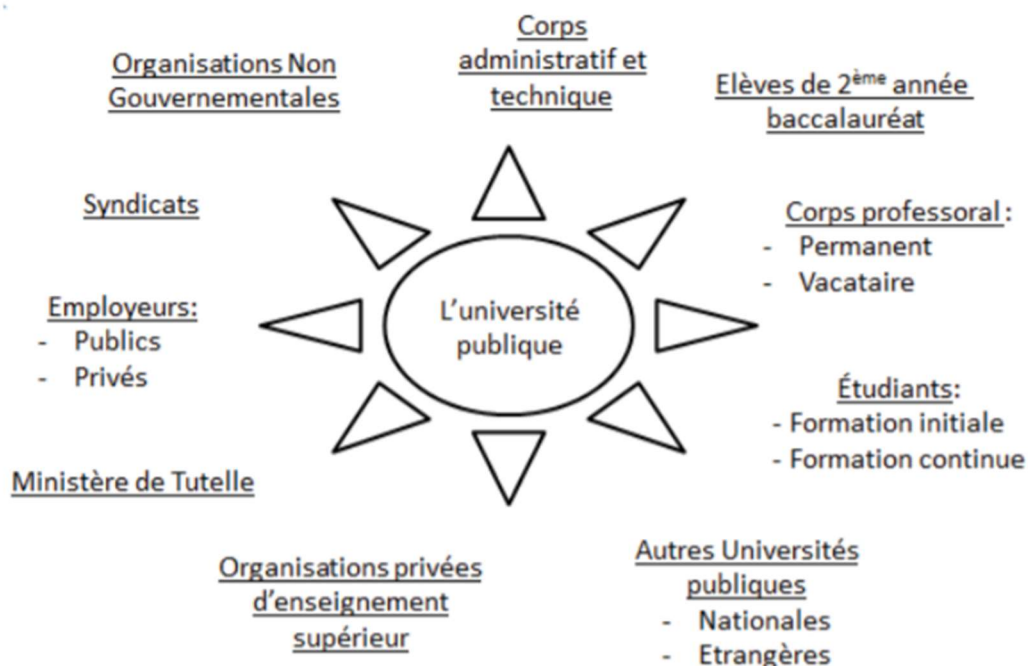 Corps
administratif et
technique
Organisations Non
Gouvernementales
Elèves de 2ème année
baccalauréat
Syndicats
Corps professoral :
- Permanent
- Vacataire
Employeurs:
- Publics
- Privés
L'université
publique
Étudiants:
- Formation initiale
- Formation continue
Ministère de Tutelle
Organisations privées
d'enseignement
supérieur
Autres Universités
publiques
- Nationales
- Etrangères